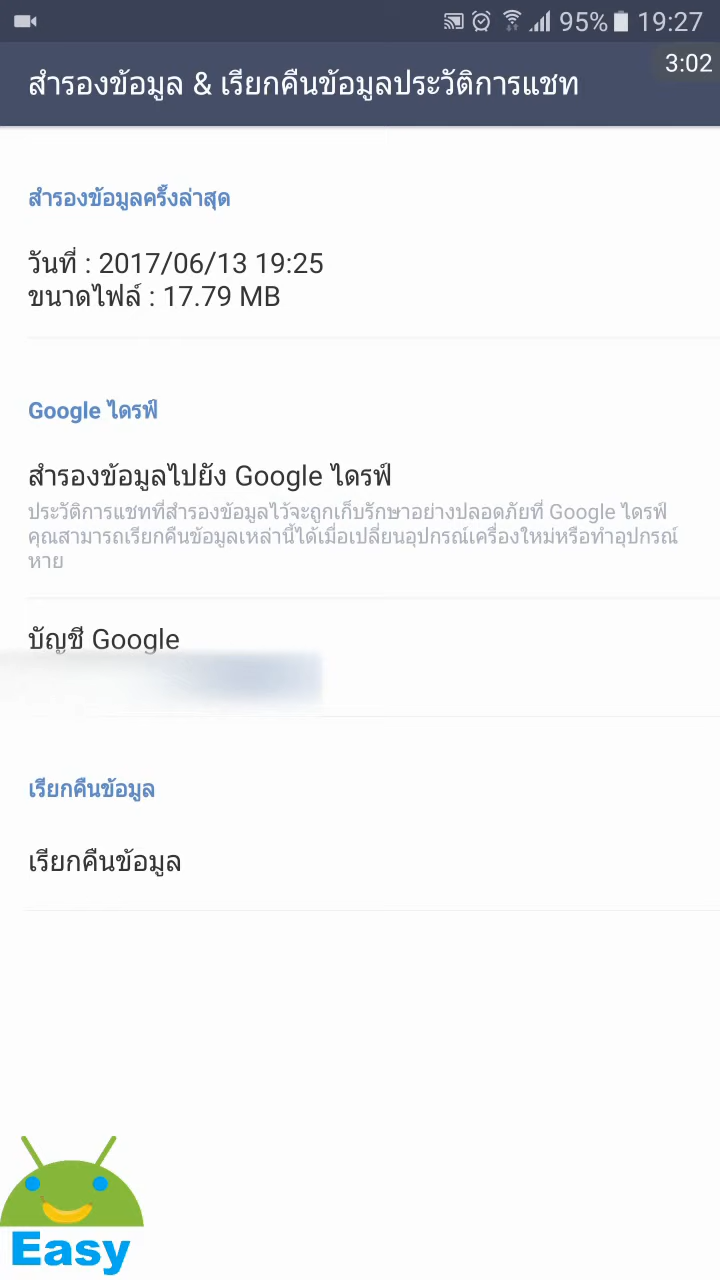 95% 19:27
3:02
สำรองข้อมูล & เรียกคืนข้อมูลประวัติการแชท
สำรองข้อมูลครั้งล่าสุด
วันที่ : 2017/06/13 19:25
ขนาดไฟล์ : 17.79 MB
Google ไดรฟ์
สำรองข้อมูลไปยัง Google ไดรฟ์
ประวัติการแชทที่สำรองข้อมูลไว้จะถูกเก็บรักษาอย่างปลอดภัยที่ Google ไดรฟ์
คุณสามารถเรียกคืนข้อมูลเหล่านี้ได้เมื่อเปลี่ยนอุปกรณ์เครื่องใหม่หรือทำอุปกรณ์
หาย
บัญชี Google
เรียกคืนข้อมูล
เรียกคืนข้อมูล
Easy